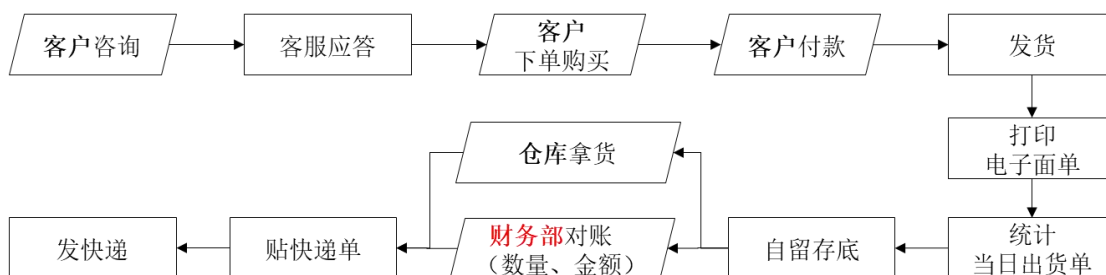 客户咨询
客服应答
客户
下单购买
客户付款
发货
打印
电子面单
仓库拿货
统计
当日出货单
自留存底
财务部对账
（数量、金额）
贴快递单
发快递